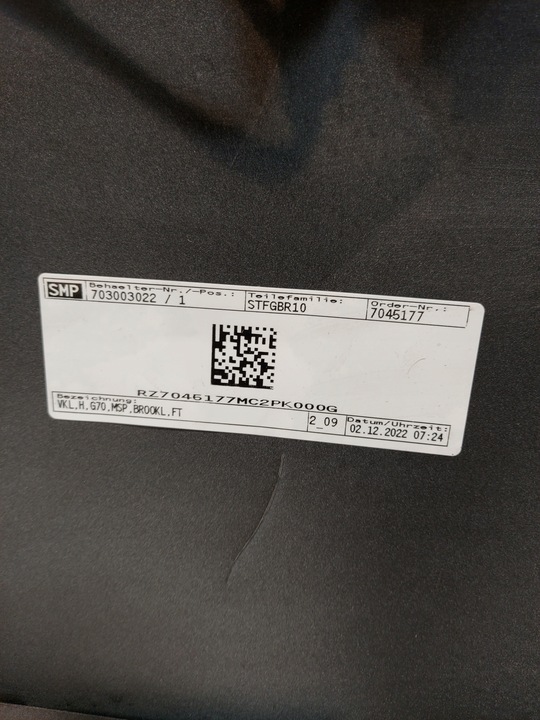 SMP
Behaelter-Nr./-Pos.:
703003022 / 1
Teilefamilie:
STFGBR10
Order-Nr.:
7045177
RZ7046177MC2PK000G
Bezeichnung:
VKL,H,G70,MSP,BROOKL,FT
2_09
Datum/Uhrzeit:
02.12.2022 07:24